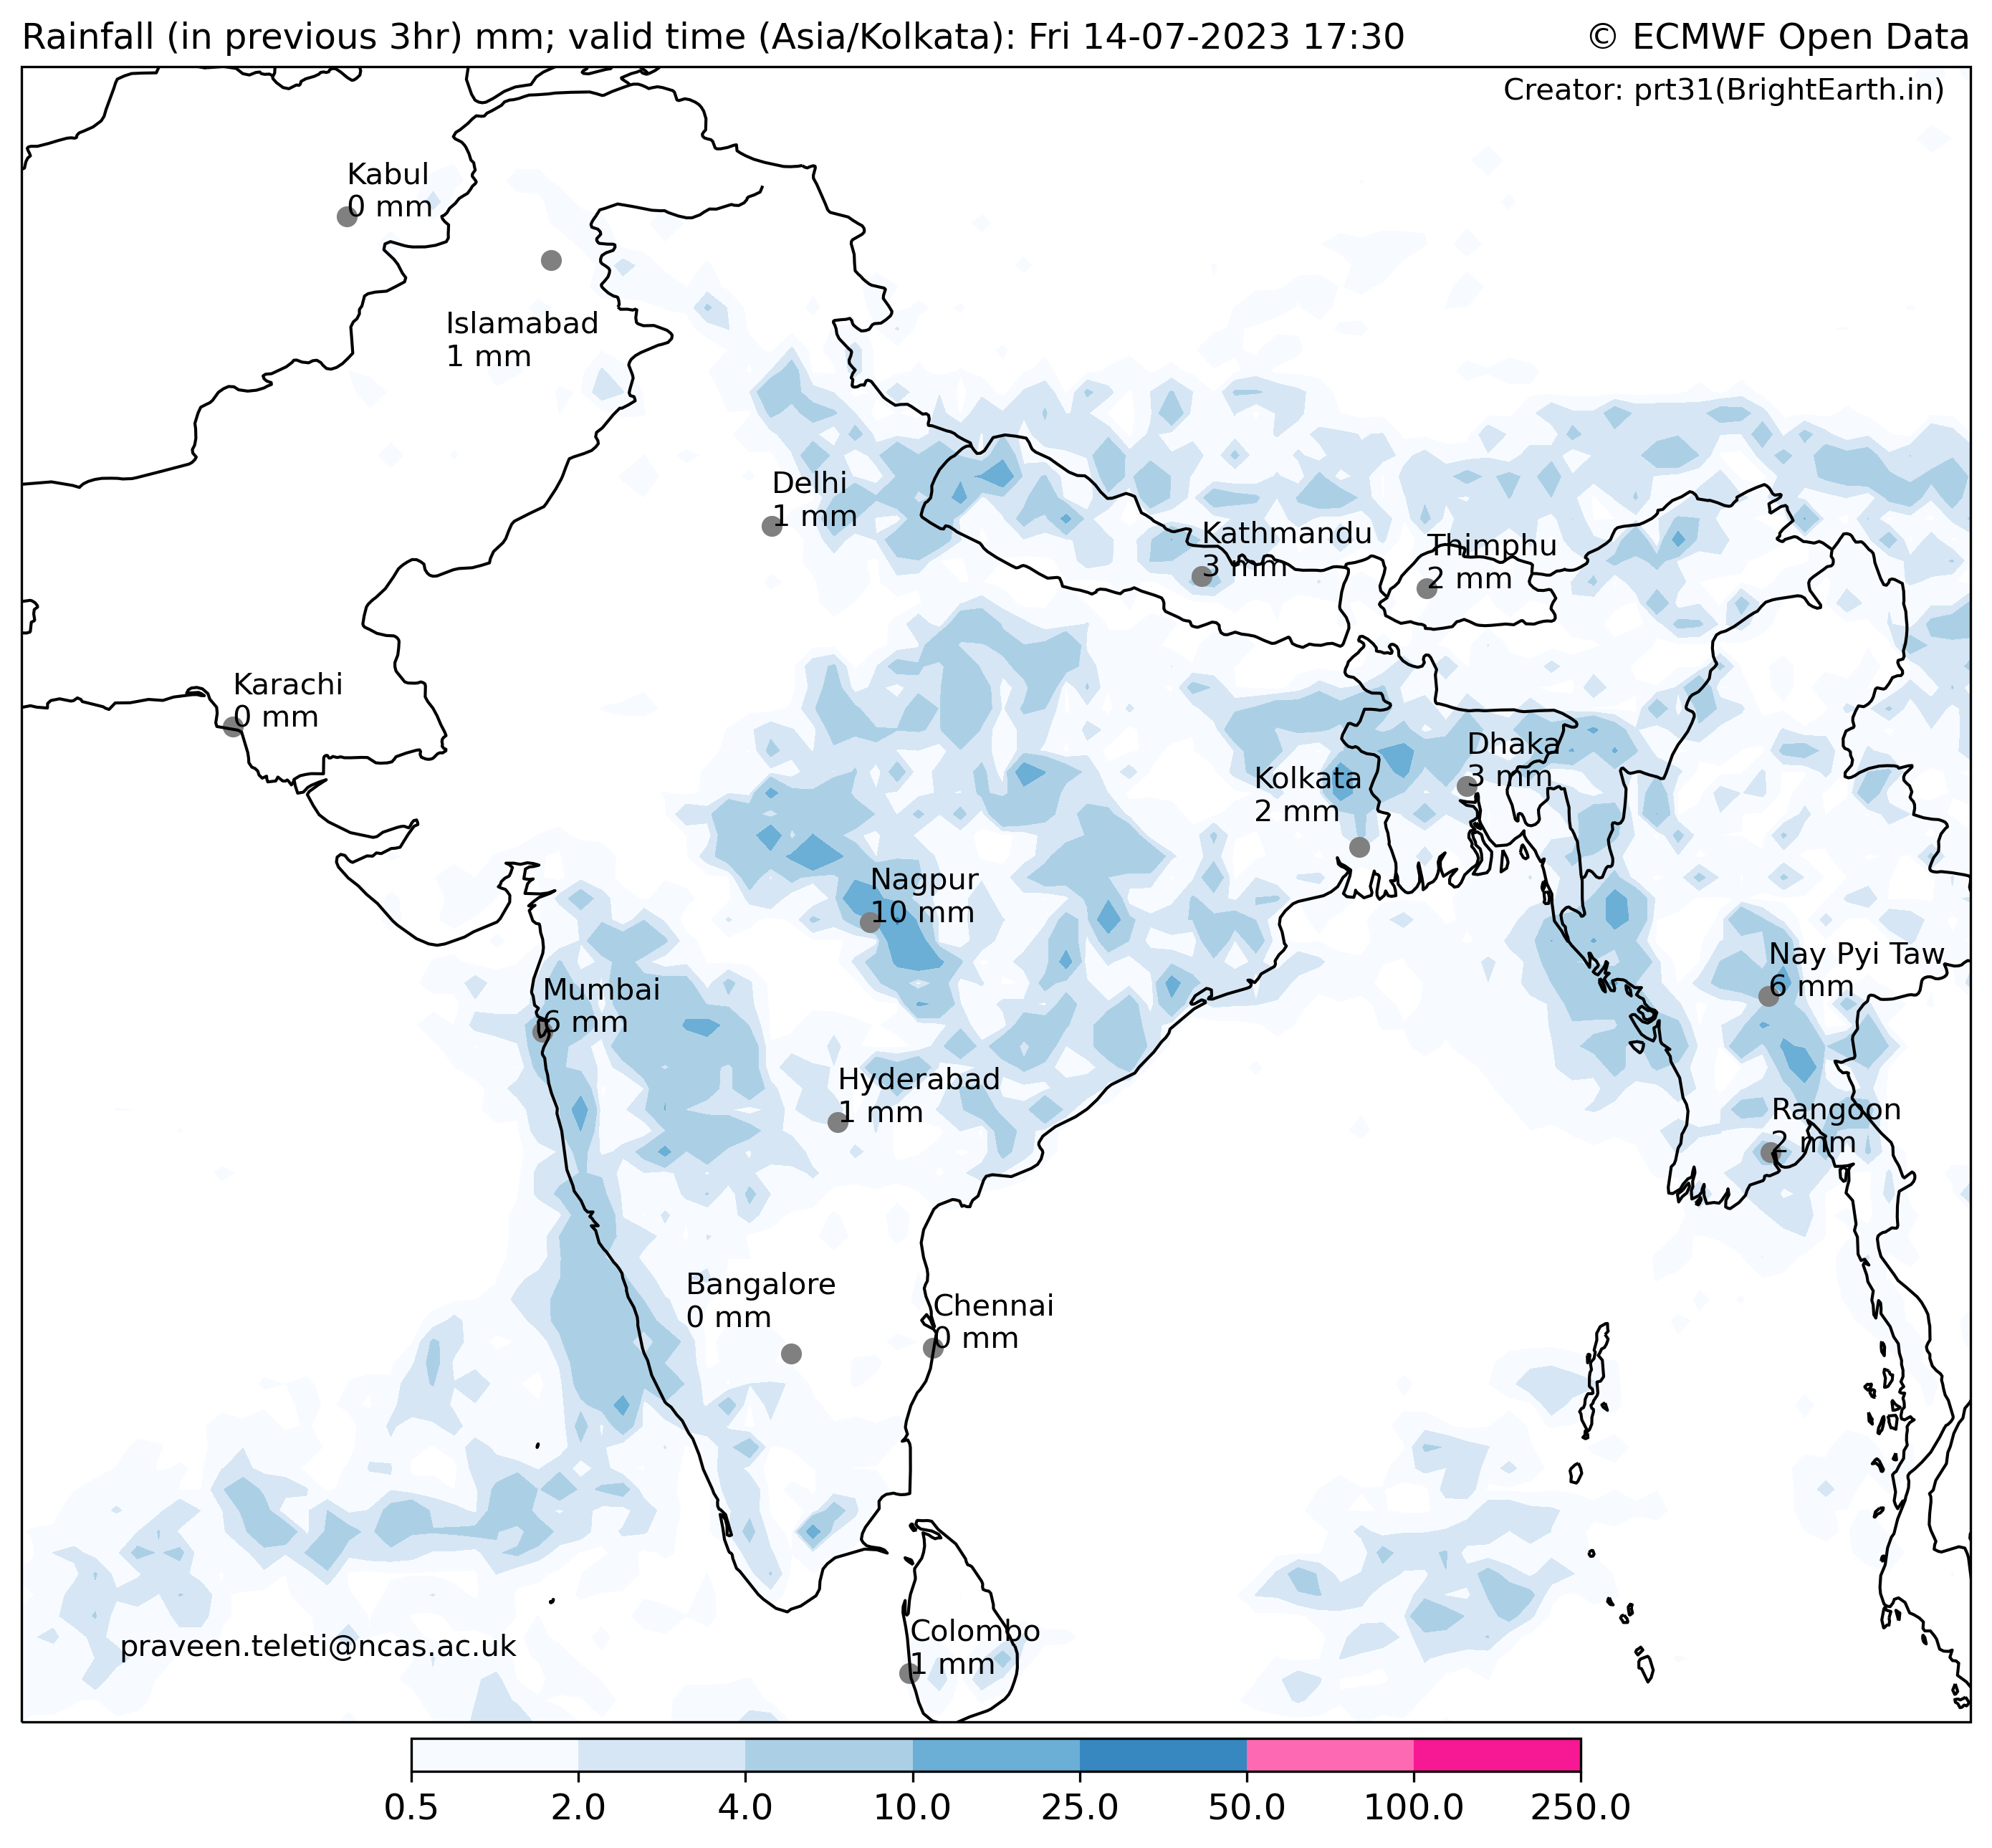 Rainfall (in previous 3hr) mm; valid time (Asia/Kolkata): Fri 14-07-2023 17:30
© ECMWF Open Data
Creator: prt31(BrightEarth.in)
Kabul
0 mm
Islamabad
1 mm
Delhi
1 mm
Kathmandu
3 mm
Thimphu
2 mm
Karachi
0 mm
Dhaka
3 mm
Kolkata
2 mm
Nagpur
10 mm
Nay Pyi Taw
6 mm
Mumbai
6 mm
Hyderabad
1 mm
Rangoon
2 mm
Bangalore
0 mm
Chennai
0 mm
Colombo
1 mm
praveen.teleti@ncas.ac.uk
0.5 2.0 4.0 10.0 25.0 50.0 100.0 250.0